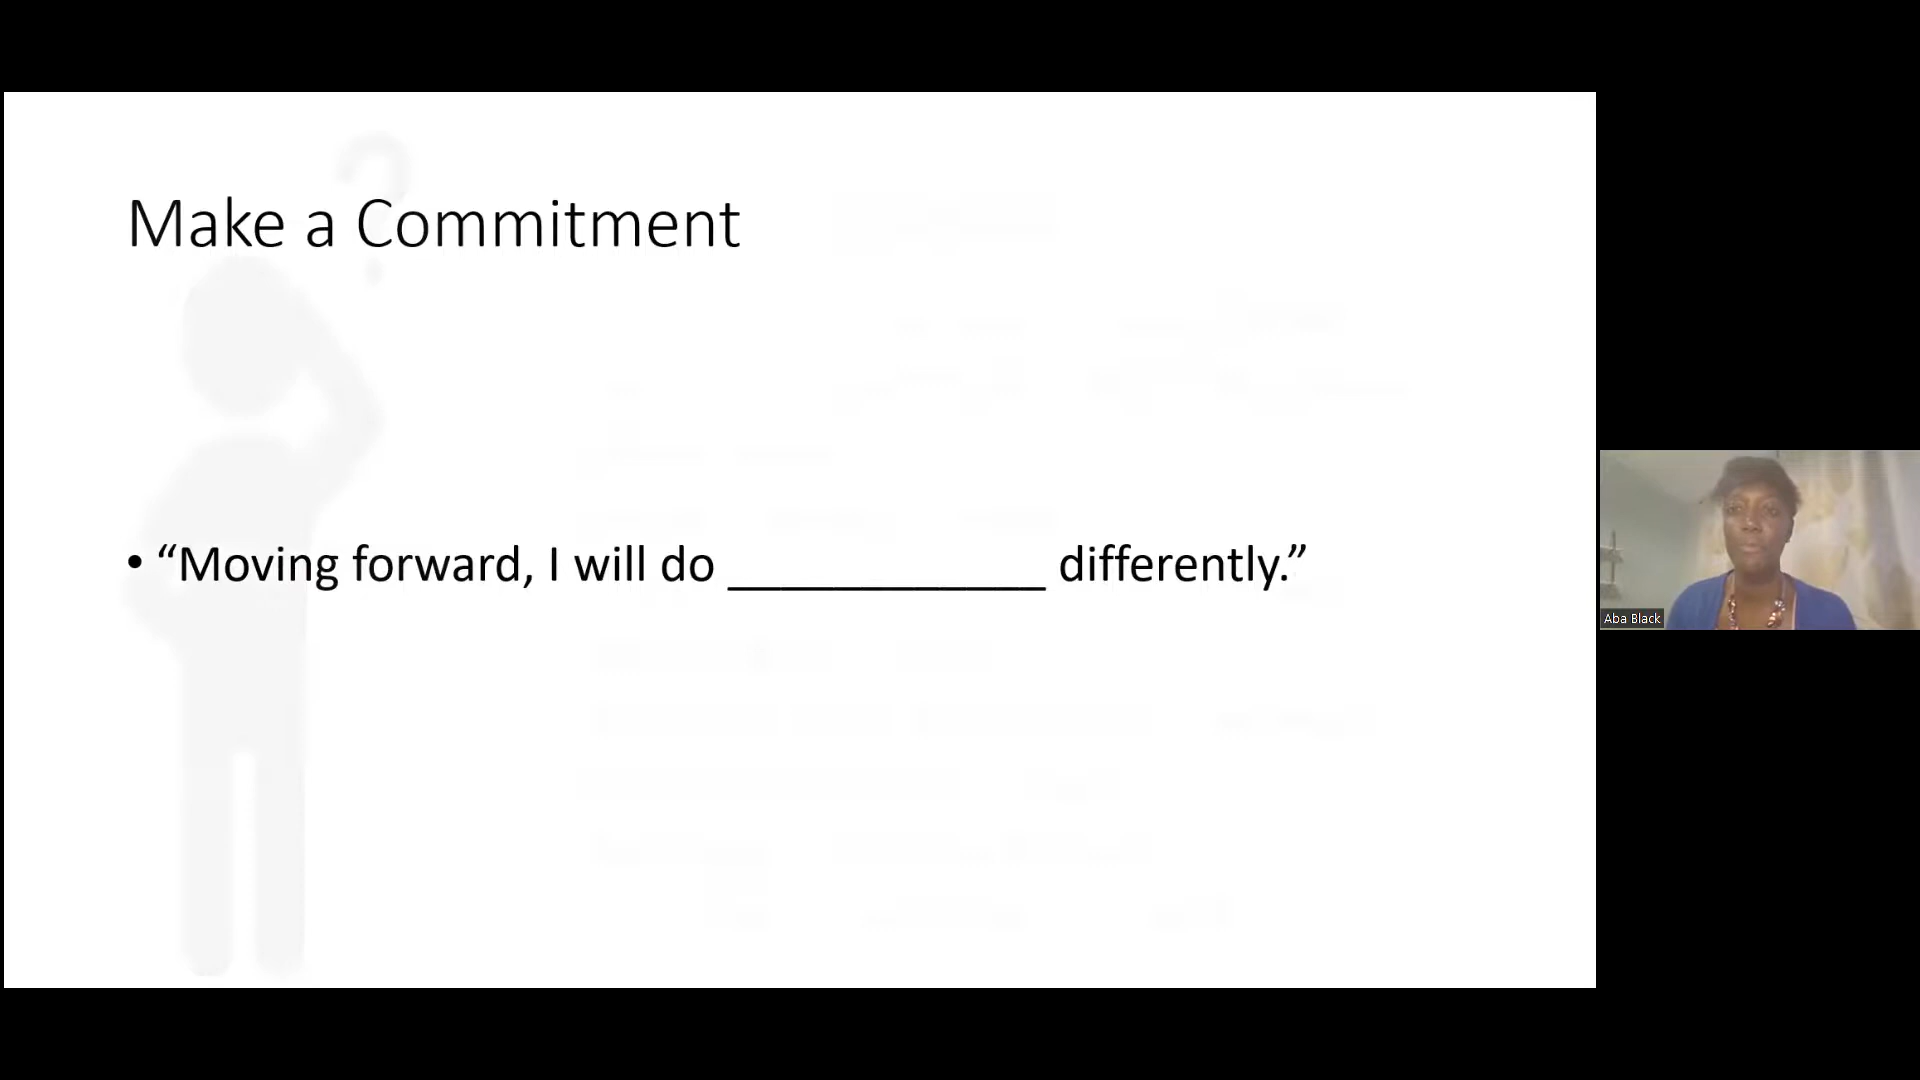 Make a Commitment
• “Moving forward, I will do ____________ differently.”
Aba Black